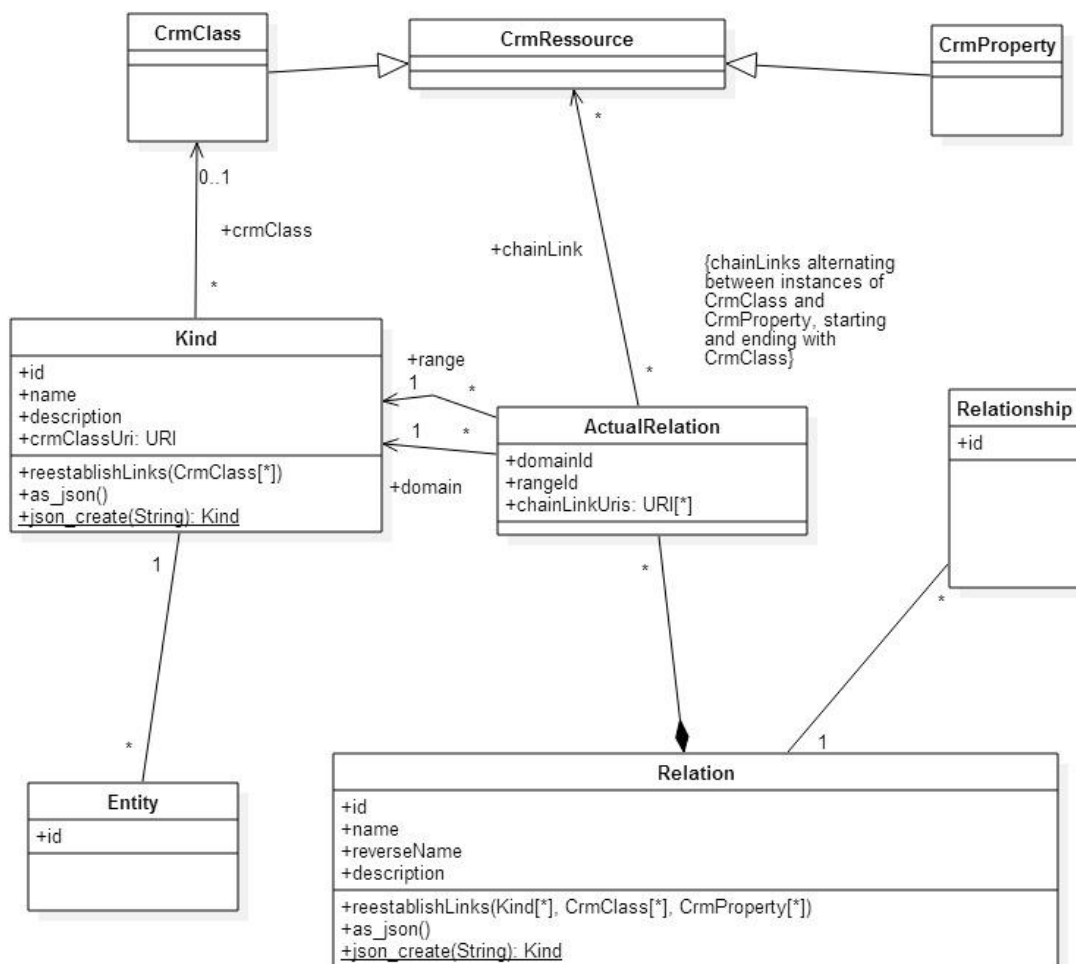 CrmClass
CrmRessource
CrmProperty
*
0..1
+crmClass
+chainLink
{chainLinks alternating
between instances of
CrmClass and
CrmProperty, starting
and ending with
CrmClass}
*
Kind
+id
+name
+description
+crmClassUri: URI
+reestablishLinks(CrmClass[*])
+as_json()
+json_create(String): Kind
+range
1
*
*
1
*
+domain
ActualRelation
+domainId
+rangeId
+chainLinkUris: URI[*]
Relationship
+id
1
*
*
*
1
Entity
+id
Relation
+id
+name
+reverseName
+description
+reestablishLinks(Kind[*], CrmClass[*], CrmProperty[*])
+as_json()
+json_create(String): Kind